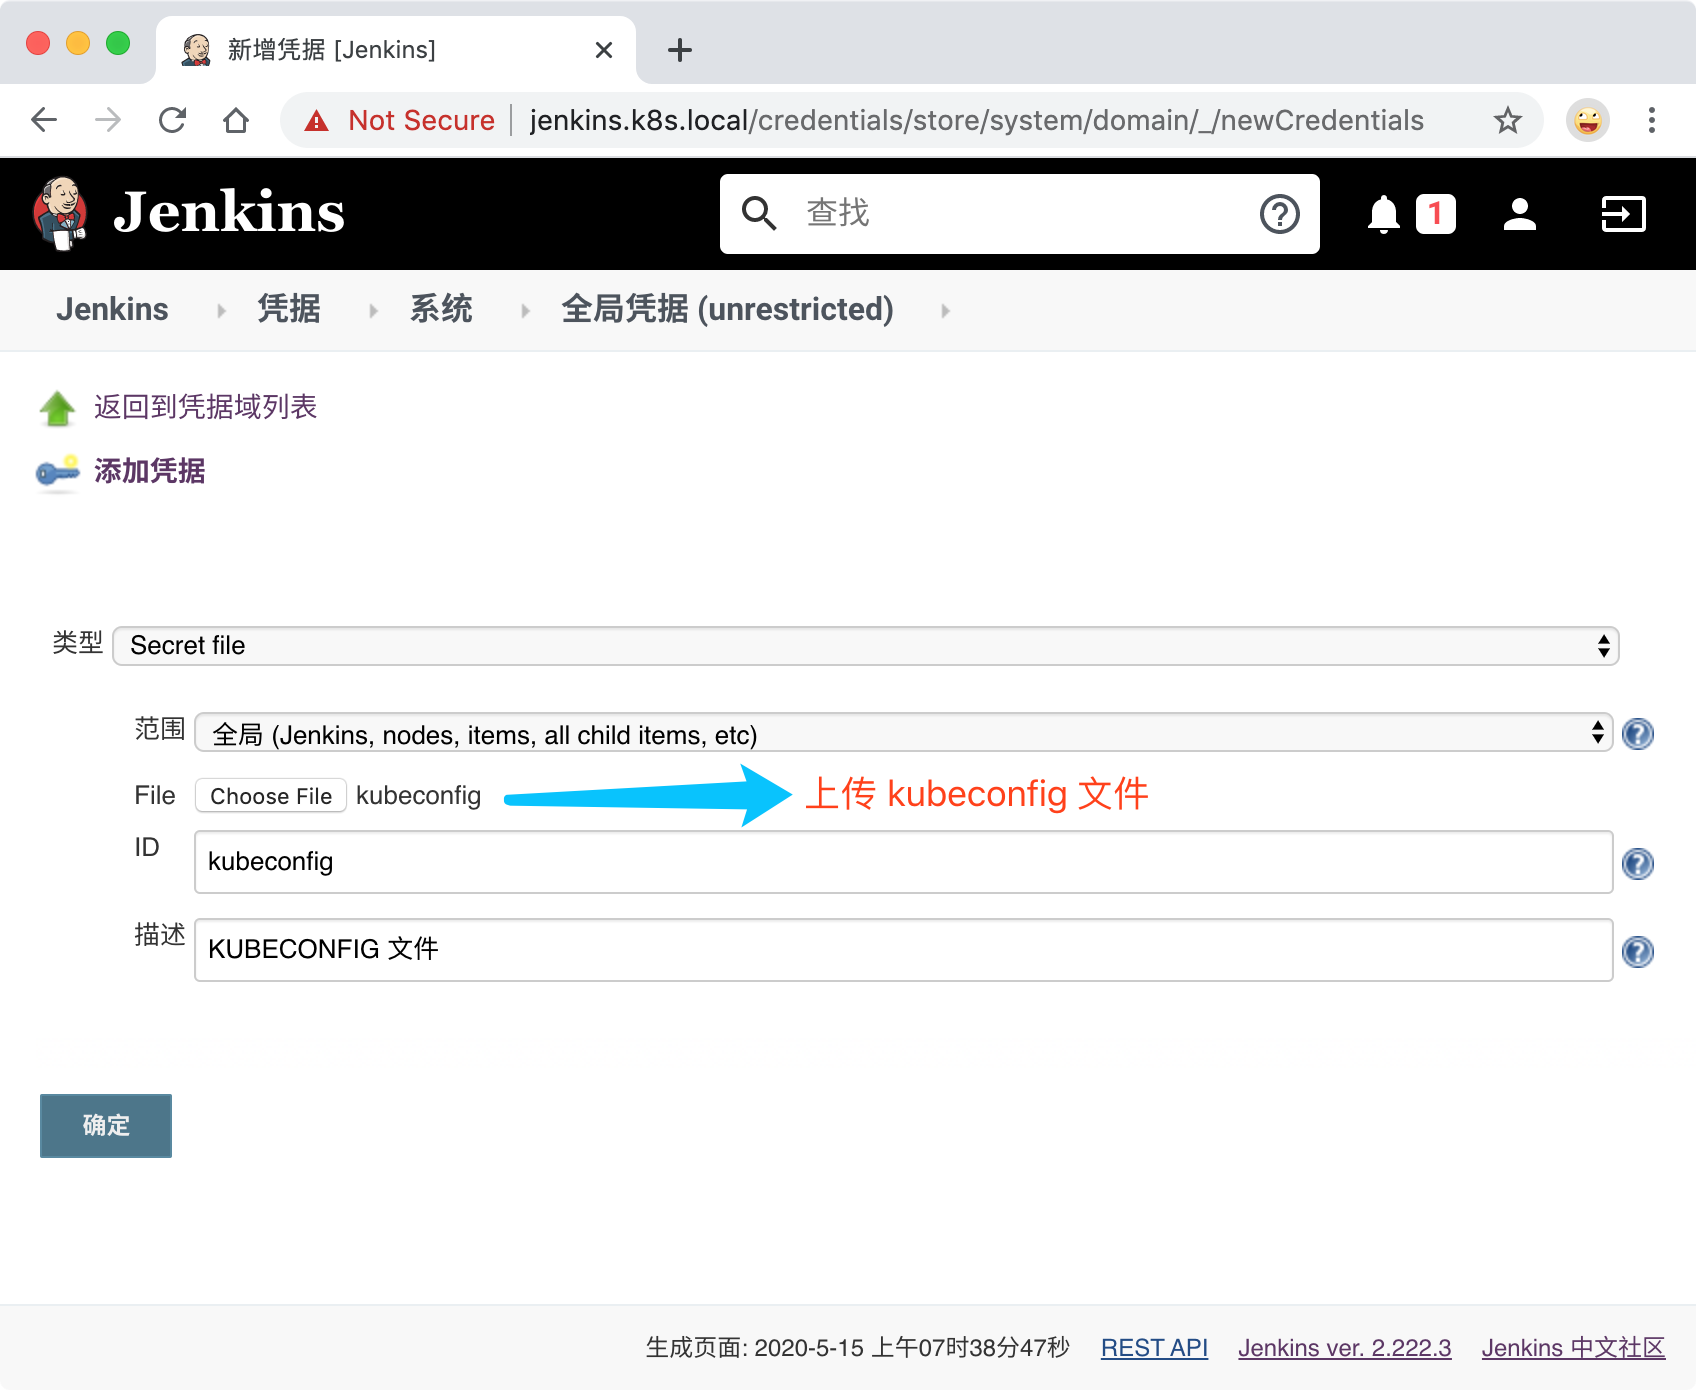 新增凭据 [Jenkins]
Not Secure jenkins.k8s.local/credentials/store/system/domain/_/newCredentials
Jenkins 查找 1
Jenkins 凭据 系统 全局凭据 (unrestricted)
返回到凭据域列表
添加凭据
类型 Secret file
范围 全局 (Jenkins, nodes, items, all child items, etc)
File Choose File kubeconfig 上传 kubeconfig 文件
ID kubeconfig
描述 KUBECONFIG 文件
确定
生成页面: 2020-5-15 上午07时38分47秒 REST API Jenkins ver. 2.222.3 Jenkins 中文社区